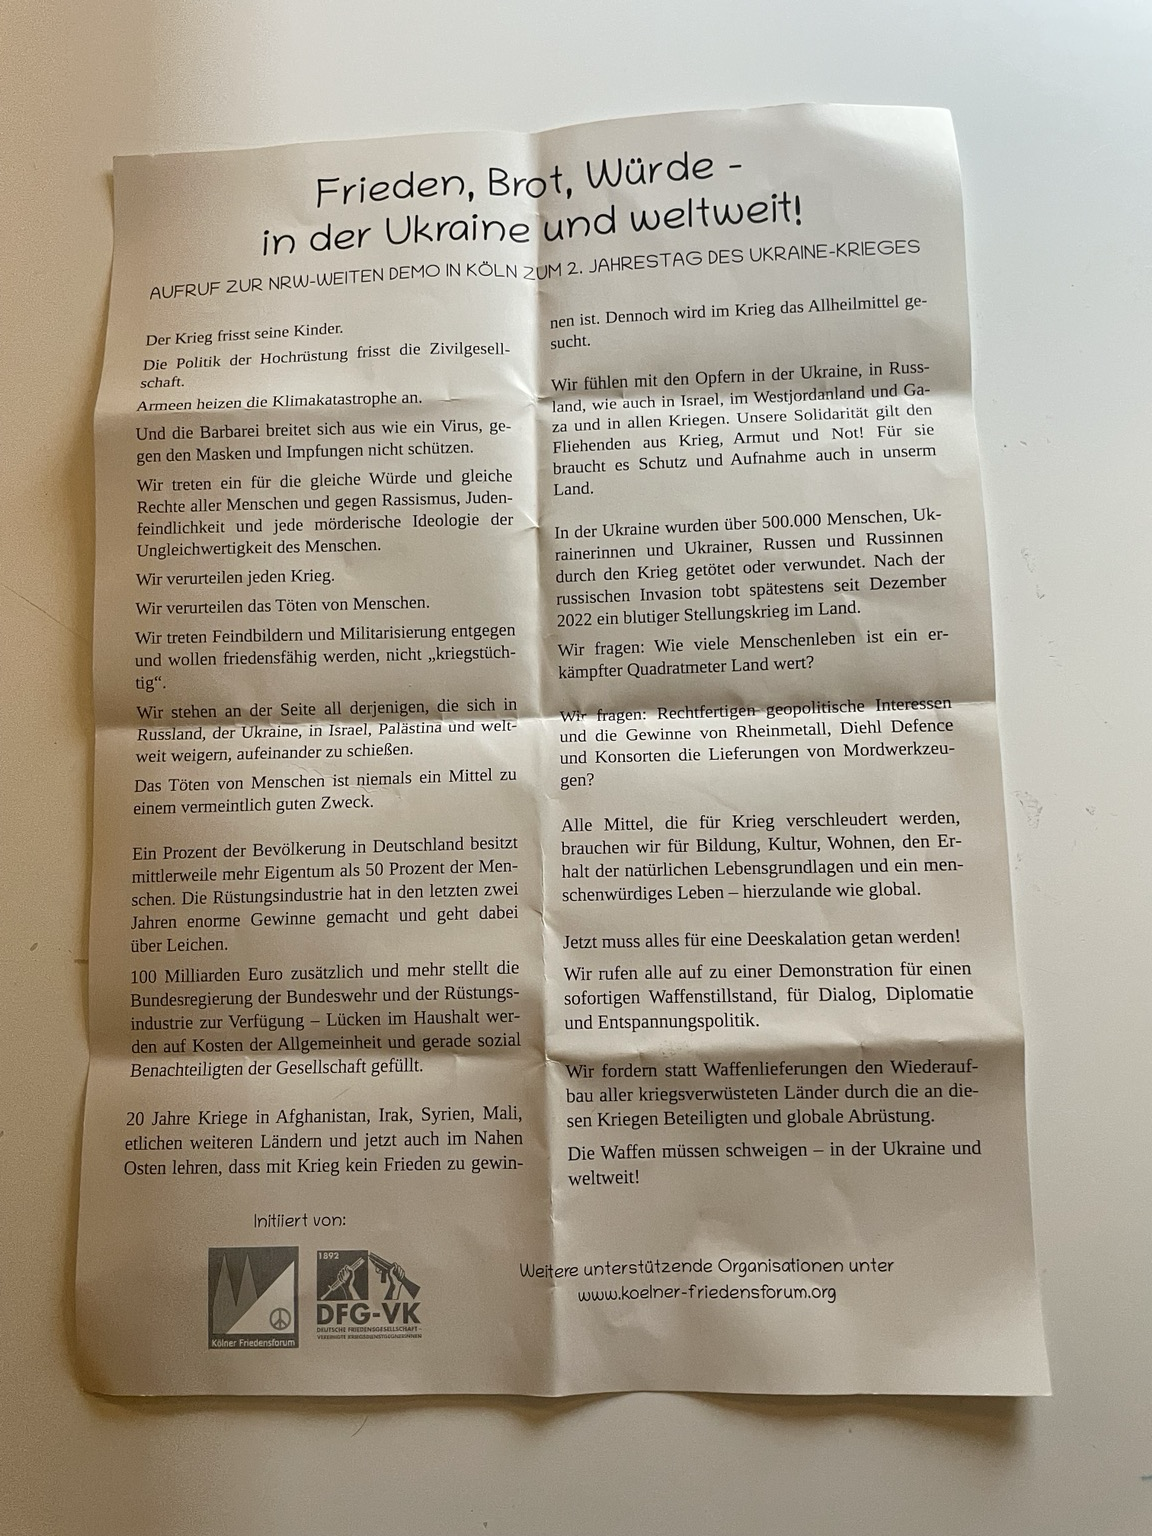 Frieden, Brot, Würde -
in der Ukraine und weltweit!
AUFRUF ZUR NRW-WEITEN DEMO IN KÖLN ZUM 2. JAHRESTAG DES UKRAINE-KRIEGES
Der Krieg frisst seine Kinder.
Die Politik der Hochrüstung frisst die Zivilgesell-
schaft.
Armeen heizen die Klimakatastrophe an.
Und die Barbarei breitet sich aus wie ein Virus, ge-
gen den Masken und Impfungen nicht schützen.
Wir treten ein für die gleiche Würde und gleiche
Rechte aller Menschen und gegen Rassismus, Juden-
feindlichkeit und jede mörderische Ideologie der
Ungleichwertigkeit des Menschen.
Wir verurteilen jeden Krieg.
Wir verurteilen das Töten von Menschen.
Wir treten Feindbildern und Militarisierung entgegen
und wollen friedensfähig werden, nicht „kriegstüch-
tig“.
Wir stehen an der Seite all derjenigen, die sich in
Russland, der Ukraine, in Israel, Palästina und welt-
weit weigern, aufeinander zu schießen.
Das Töten von Menschen ist niemals ein Mittel zu
einem vermeintlich guten Zweck.
Ein Prozent der Bevölkerung in Deutschland besitzt
mittlerweile mehr Eigentum als 50 Prozent der Men-
schen. Die Rüstungsindustrie hat in den letzten zwei
Jahren enorme Gewinne gemacht und geht dabei
über Leichen.
100 Milliarden Euro zusätzlich und mehr stellt die
Bundesregierung der Bundeswehr und der Rüstungs-
industrie zur Verfügung – Lücken im Haushalt wer-
den auf Kosten der Allgemeinheit und gerade sozial
Benachteiligten der Gesellschaft gefüllt.
20 Jahre Kriege in Afghanistan, Irak, Syrien, Mali,
etlichen weiteren Ländern und jetzt auch im Nahen
Osten lehren, dass mit Krieg kein Frieden zu gewin-
nen ist. Dennoch wird im Krieg das Allheilmittel ge-
sucht.
Wir fühlen mit den Opfern in der Ukraine, in Russ-
land, wie auch in Israel, im Westjordanland und Ga-
za und in allen Kriegen. Unsere Solidarität gilt den
Fliehenden aus Krieg, Armut und Not! Für sie
braucht es Schutz und Aufnahme auch in unserm
Land.
In der Ukraine wurden über 500.000 Menschen, Uk-
rainerinnen und Ukrainer, Russen und Russinnen
durch den Krieg getötet oder verwundet. Nach der
russischen Invasion tobt spätestens seit Dezember
2022 ein blutiger Stellungskrieg im Land.
Wir fragen: Wie viele Menschenleben ist ein er-
kämpfter Quadratmeter Land wert?
Wir fragen: Rechtfertigen geopolitische Interessen
und die Gewinne von Rheinmetall, Diehl Defence
und Konsorten die Lieferungen von Mordwerkzeu-
gen?
Alle Mittel, die für Krieg verschleudert werden,
brauchen wir für Bildung, Kultur, Wohnen, den Er-
halt der natürlichen Lebensgrundlagen und ein men-
schenwürdiges Leben – hierzulande wie global.
Jetzt muss alles für eine Deeskalation getan werden!
Wir rufen alle auf zu einer Demonstration für einen
sofortigen Waffenstillstand, für Dialog, Diplomatie
und Entspannungspolitik.
Wir fordern statt Waffenlieferungen den Wiederauf-
bau aller kriegsverwüsteten Länder durch die an die-
sen Kriegen Beteiligten und globale Abrüstung.
Die Waffen müssen schweigen – in der Ukraine und
weltweit!
Initiiert von:
Kölner Friedensforum
1892
DFG-VK
DEUTSCHE FRIEDENSGESELLSCHAFT -
VEREINIGTE KRIEGSDIENSTGEGNERINNEN
Weitere unterstützende Organisationen unter
www.koelner-friedensforum.org